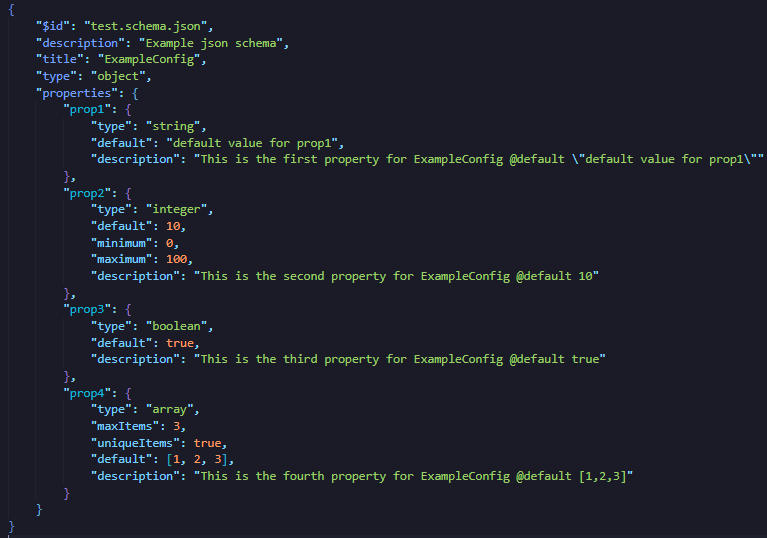 {
    "$id": "test.schema.json",
    "description": "Example json schema",
    "title": "ExampleConfig",
    "type": "object",
    "properties": {
        "prop1": {
            "type": "string",
            "default": "default value for prop1",
            "description": "This is the first property for ExampleConfig @default \"default value for prop1\""
        },
        "prop2": {
            "type": "integer",
            "default": 10,
            "minimum": 0,
            "maximum": 100,
            "description": "This is the second property for ExampleConfig @default 10"
        },
        "prop3": {
            "type": "boolean",
            "default": true,
            "description": "This is the third property for ExampleConfig @default true"
        },
        "prop4": {
            "type": "array",
            "maxItems": 3,
            "uniqueItems": true,
            "default": [1, 2, 3],
            "description": "This is the fourth property for ExampleConfig @default [1,2,3]"
        }
    }
}